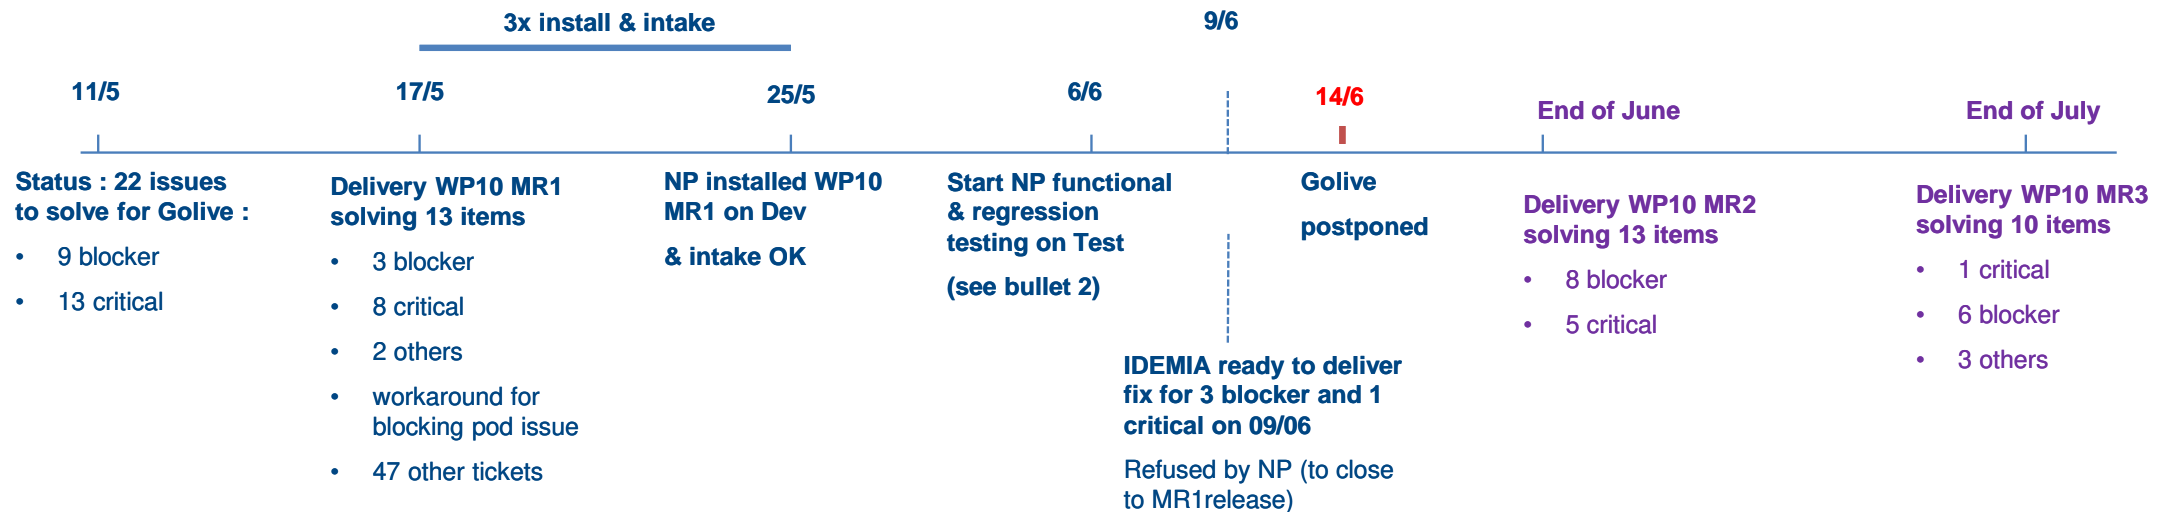 3x install & intake
9/6
11/5
17/5
25/5
6/6
14/6
End of June
End of July
Status : 22 issues
to solve for Golive :
• 9 blocker
• 13 critical
Delivery WP10 MR1
solving 13 items
• 3 blocker
• 8 critical
• 2 others
• workaround for
blocking pod issue
• 47 other tickets
NP installed WP10
MR1 on Dev
& intake OK
Start NP functional
& regression
testing on Test
(see bullet 2)
IDEMIA ready to deliver
fix for 3 blocker and 1
critical on 09/06
Refused by NP (to close
to MR1release)
Golive
postponed
Delivery WP10 MR2
solving 13 items
• 8 blocker
• 5 critical
Delivery WP10 MR3
solving 10 items
• 1 critical
• 6 blocker
• 3 others